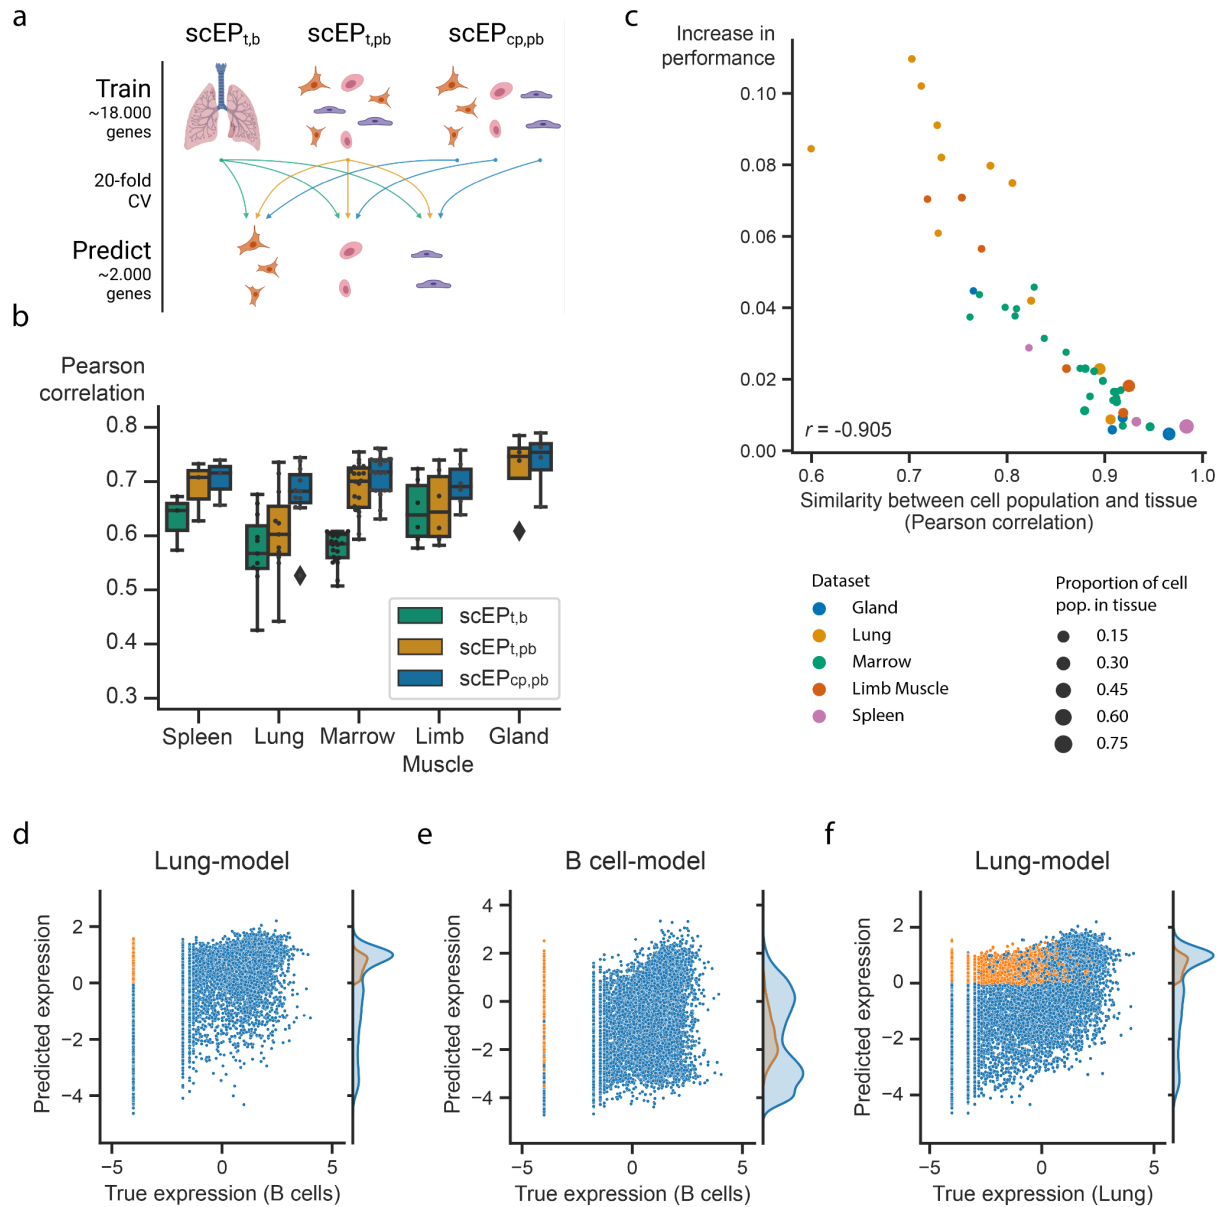 a
scEPt,b
scEPt,pb
scEPcp,pb
Train
~18.000
genes
20-fold
CV
Predict
~2.000
genes
b
Pearson
correlation
0.8
0.7
0.6
0.5
0.4
0.3
scEPt,b
scEPt,pb
scEPcp,pb
Spleen
Lung
Marrow
Limb
Muscle
Gland
c
Increase in
performance
0.10
0.08
0.06
0.04
0.02
0.00
r = -0.905
0.6
0.7
0.8
0.9
1.0
Similarity between cell population and tissue
(Pearson correlation)
Dataset
Gland
Lung
Marrow
Limb Muscle
Spleen
Proportion of cell
pop. in tissue
0.15
0.30
0.45
0.60
0.75
d
Lung-model
Predicted expression
2
0
−2
−4
−5
0
5
True expression (B cells)
e
B cell-model
Predicted expression
4
2
0
−2
−4
−5
0
5
True expression (B cells)
f
Lung-model
Predicted expression
2
0
−2
−4
−5
0
5
True expression (Lung)